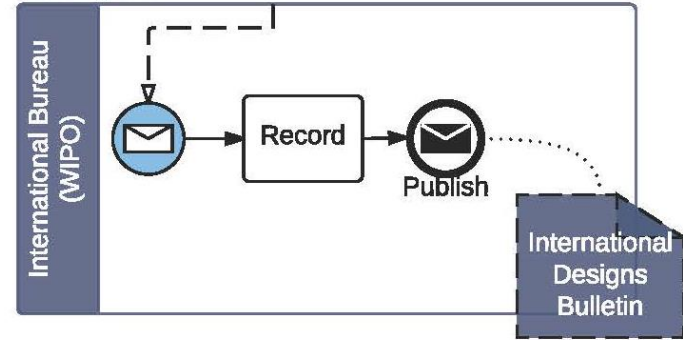 International Bureau
(WIPO)
Record
Publish
International
Designs
Bulletin